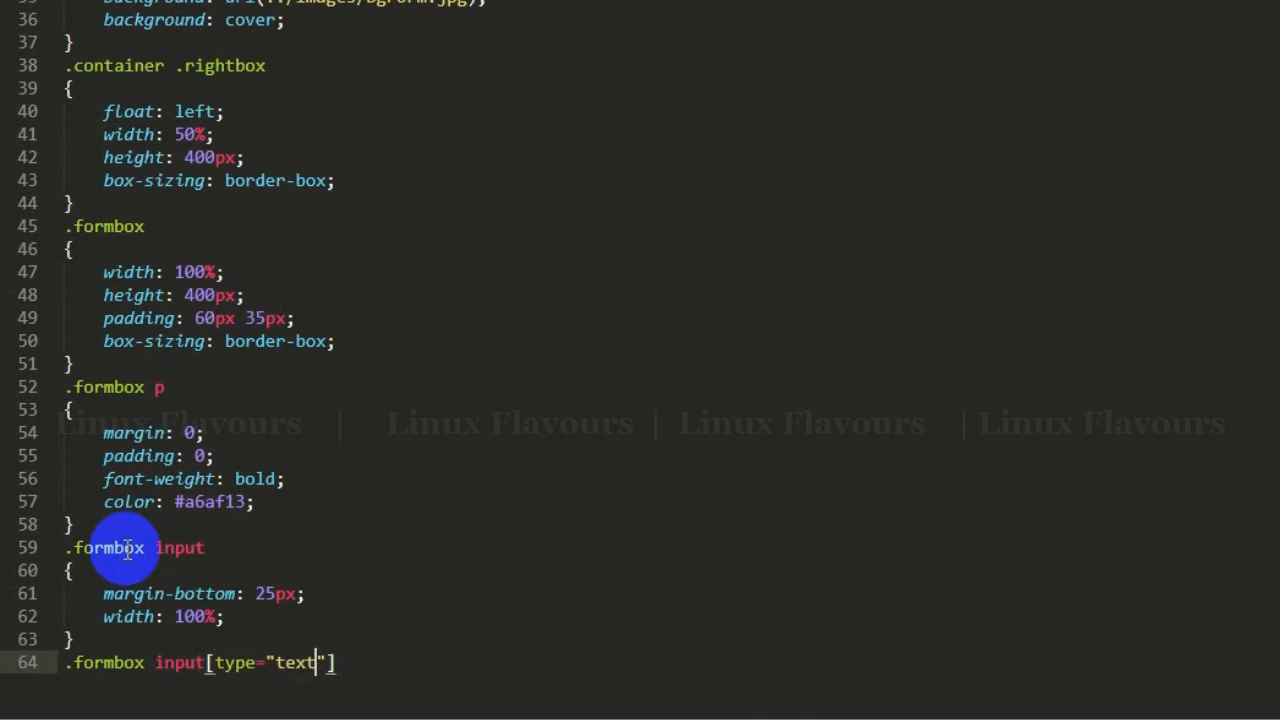 35 background: url(../images/bgform.jpg);
36 background: cover;
37 }
38 .container .rightbox
39 {
40 float: left;
41 width: 50%;
42 height: 400px;
43 box-sizing: border-box;
44 }
45 .formbox
46 {
47 width: 100%;
48 height: 400px;
49 padding: 60px 35px;
50 box-sizing: border-box;
51 }
52 .formbox p
53 {
Linux Flavours | Linux Flavours | Linux Flavours | Linux Flavours
54 margin: 0;
55 padding: 0;
56 font-weight: bold;
57 color: #a6af13;
58 }
59 .formbox input
60 {
61 margin-bottom: 25px;
62 width: 100%;
63 }
64 .formbox input[type="text"]